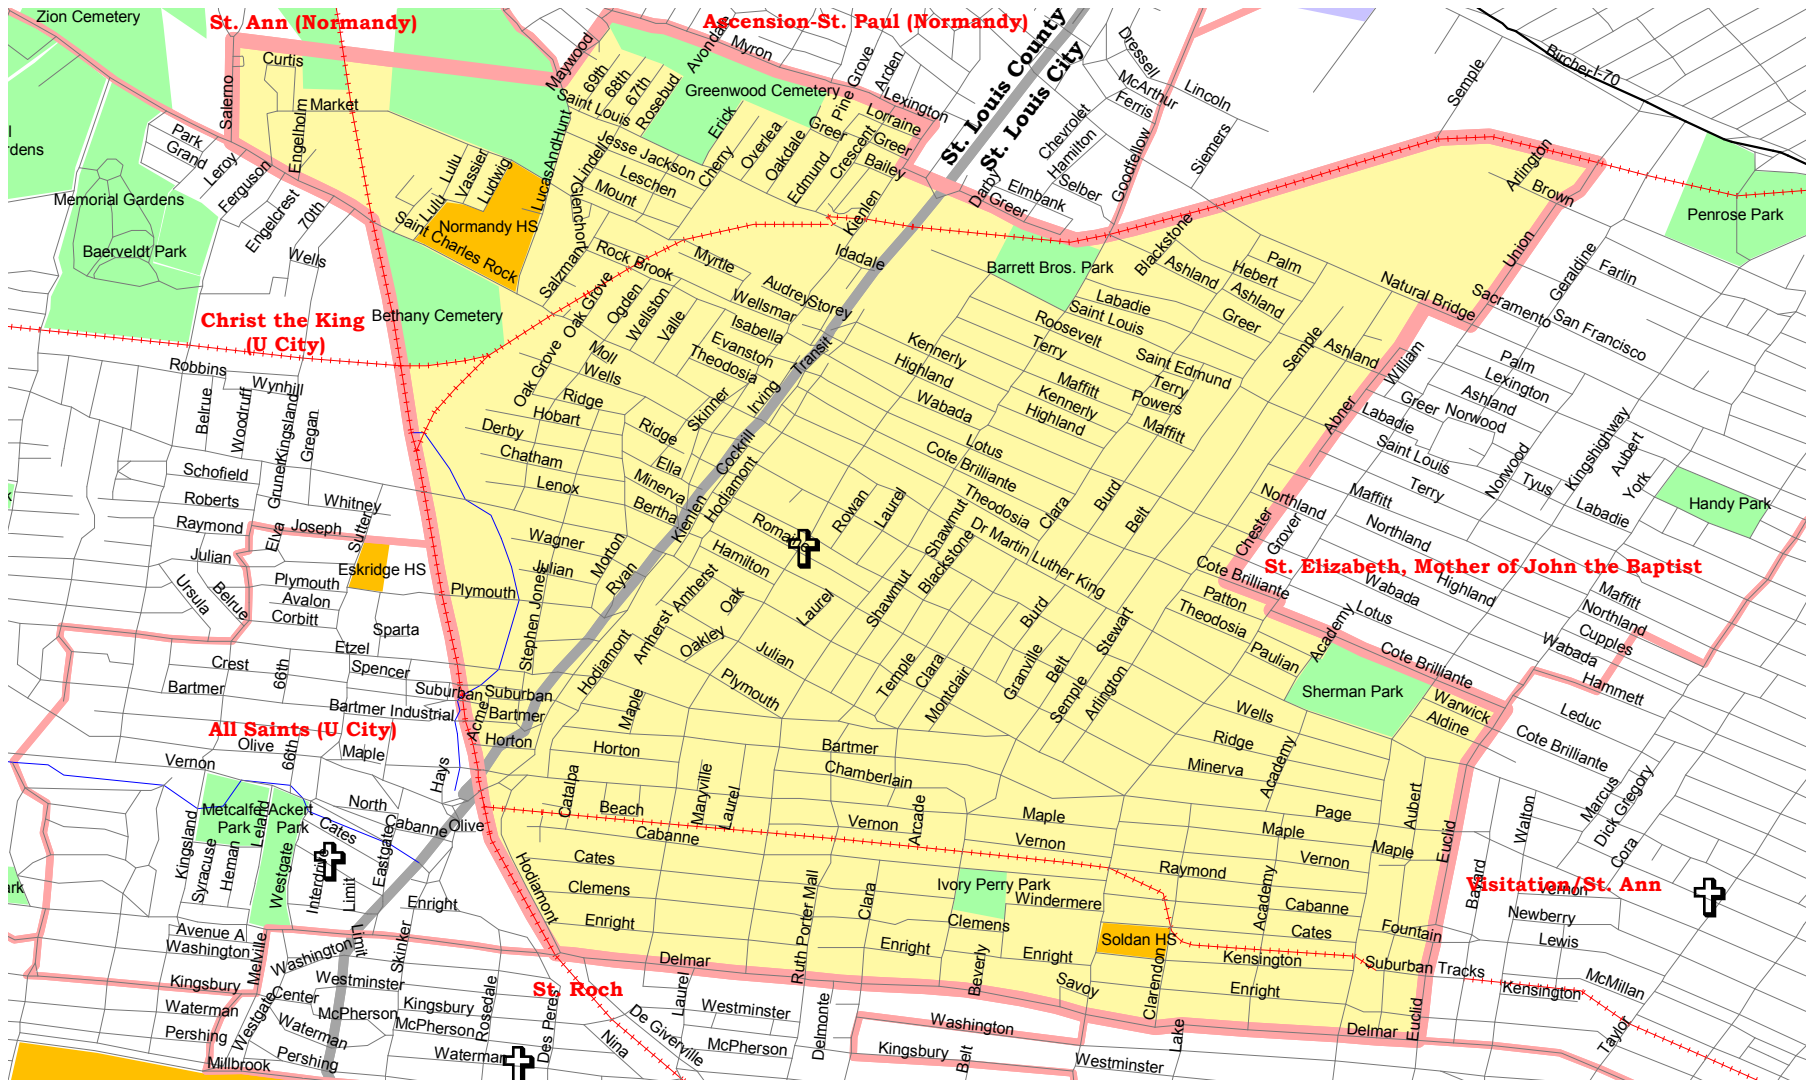 Zion Cemetery
St. Ann (Normandy)
Ascension-St. Paul (Normandy)
St. Louis County
St. Louis City
Curtis
Market
Salerno
Engelholm
Maywood
69th
68th
67th
Saint Louis
Rosebud
Avondale
Myron
Grove
Arden
Lexington
Greenwood Cemetery
Erick
Pine
Lorraine
Greer
Greer
Dressell
McArthur
Ferris
Lincoln
Siemers
Chevrolet
Hamilton
Selber
Goodfellow
Elmbank
Darby
Greer
Semple
Bircher
I-70
Arlington
Brown
Penrose Park
Park
Grand
Leroy
Ferguson
Engelcrest
70th
Wells
Memorial Gardens
Baerveldt Park
rdens
Lulu
Vassier
Ludwig
Lulu
Saint
Normandy HS
Saint Charles Rock
LucasAndHunt
Lindell
Glenchort
Jesse Jackson
Leschen
Mount
Cherry
Overlea
Oakdale
Edmund
Crescent
Bailey
Kenlen
Idadale
Salzman
Rock Brook
Myrtle
Audrey
Storey
Wellsmar
Isabella
Evanston
Theodosia
Oak Grove
Ogden
Wellston
Valle
Bethany Cemetery
Christ the King
(U City)
Barrett Bros. Park
Blackstone
Ashland
Hebert
Palm
Ashland
Greer
Labadie
Saint Louis
Roosevelt
Terry
Saint Edmund
Terry
Powers
Maffitt
Maffitt
Kennerly
Highland
Kennerly
Highland
Wabada
Lotus
Cote Brilliante
Theodosia
Dr Martin Luther King
Natural Bridge
Union
Sacramento
Geraldine
Farlin
San Francisco
Semple
Ashland
William
Abner
Palm
Lexington
Ashland
Greer
Norwood
Labadie
Saint Louis
Terry
Norwood
Tyus
Kingshighway
Aubert
York
Labadie
Handy Park
Robbins
Wynhill
Belrue
Woodruff
Kingsland
Gregan
Gruner
Schofield
Roberts
Raymond
Whitney
Joseph
Sutter
Elva
Julian
Ursula
Belrue
Eskridge HS
Plymouth
Avalon
Corbitt
Sparta
Etzel
Spencer
Crest
Bartmer
66th
Suburban
Bartmer Industrial
All Saints (U City)
Olive
66th
Maple
Vernon
Hays
Oak Grove
Moll
Wells
Ridge
Hobart
Derby
Chatham
Lenox
Ridge
Ella
Minerva
Bertha
Skinner
Irving
Transit
Cockrill
Hodiamont
Kienlen
Wagner
Julian
Morton
Ryan
Plymouth
Stephen Jones
Suburban
Bartmer
Acme
Horton
Romaine
Rowan
Laurel
Hamilton
Amherst
Amherst
Oak
Oakley
Julian
Plymouth
Laurel
Shawmut
Shawmut
Blackstone
Clara
Burd
Belt
Hodiamont
Maple
Temple
Clara
Montclair
Burd
Granville
Belt
Semple
Stewart
Arlington
Northland
Chester
Grover
Maffitt
Northland
St. Elizabeth, Mother of John the Baptist
Cote Brilliante
Patton
Theodosia
Paulian
Academy
Wabada
Lotus
Highland
Maffitt
Northland
Cupples
Wabada
Hammett
Cote Brilliante
Sherman Park
Warwick
Aldine
Leduc
Cote Brilliante
Wells
Ridge
Minerva
Academy
Marcus
Dick Gregory
Cora
Horton
Bartmer
Chamberlain
Catalpa
Beach
Maryville
Laurel
Cabanne
Vernon
Arcade
Maple
Vernon
Page
Maple
Vernon
Maple
Aubert
Euclid
Walton
Bayard
Visitation/St. Ann
Vernon
Newberry
Lewis
Metcalfe
Park
Ackert
Park
Leland
North
Cabanne
Olive
Cates
Kingsland
Syracuse
Heman
Westgate
Interdrive
Limit
Eastgate
Enright
Hodiamont
Cates
Clemens
Enright
Ruth Porter Mall
Clara
Ivory Perry Park
Windermere
Clemens
Raymond
Academy
Cabanne
Cates
Fountain
Soldan HS
Enright
Beverly
Enright
Savoy
Clarendon
Kensington
Enright
Suburban Tracks
Kensington
McMillan
Taylor
Avenue A
Washington
Melville
Kingsbury
Waterman
Pershing
Millbrook
Westgate
Washington
Limit
Skinker
Westminster
Center
McPherson
Kingsbury
McPherson
Waterman
Pershing
Waterman
Rosedale
Des Peres
St. Roch
Delmar
Laurel
Westminster
De Giverville
Nina
McPherson
Delmonte
Washington
Kingsbury
Belt
Westminster
Lake
Delmar
Euclid